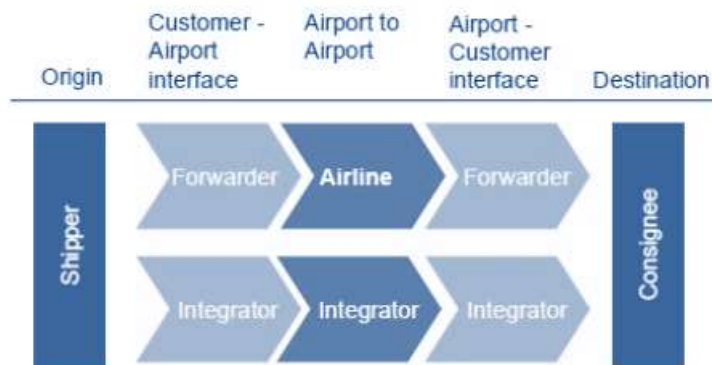 Origin
Customer -
Airport
interface
Airport to
Airport
Airport -
Customer
interface
Destination
Shipper
Forwarder
Airline
Forwarder
Integrator
Integrator
Integrator
Consignee